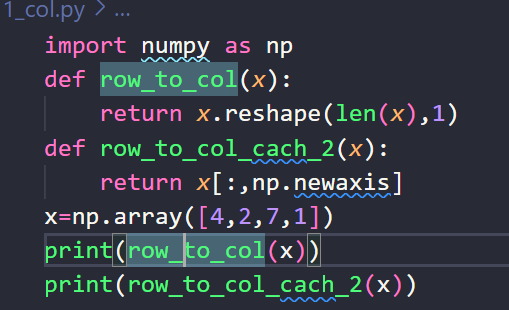 1_col.py > ...
import numpy as np
def row_to_col(x):
    return x.reshape(len(x),1)
def row_to_col_cach_2(x):
    return x[:,np.newaxis]
x=np.array([4,2,7,1])
print(row_to_col(x))
print(row_to_col_cach_2(x))